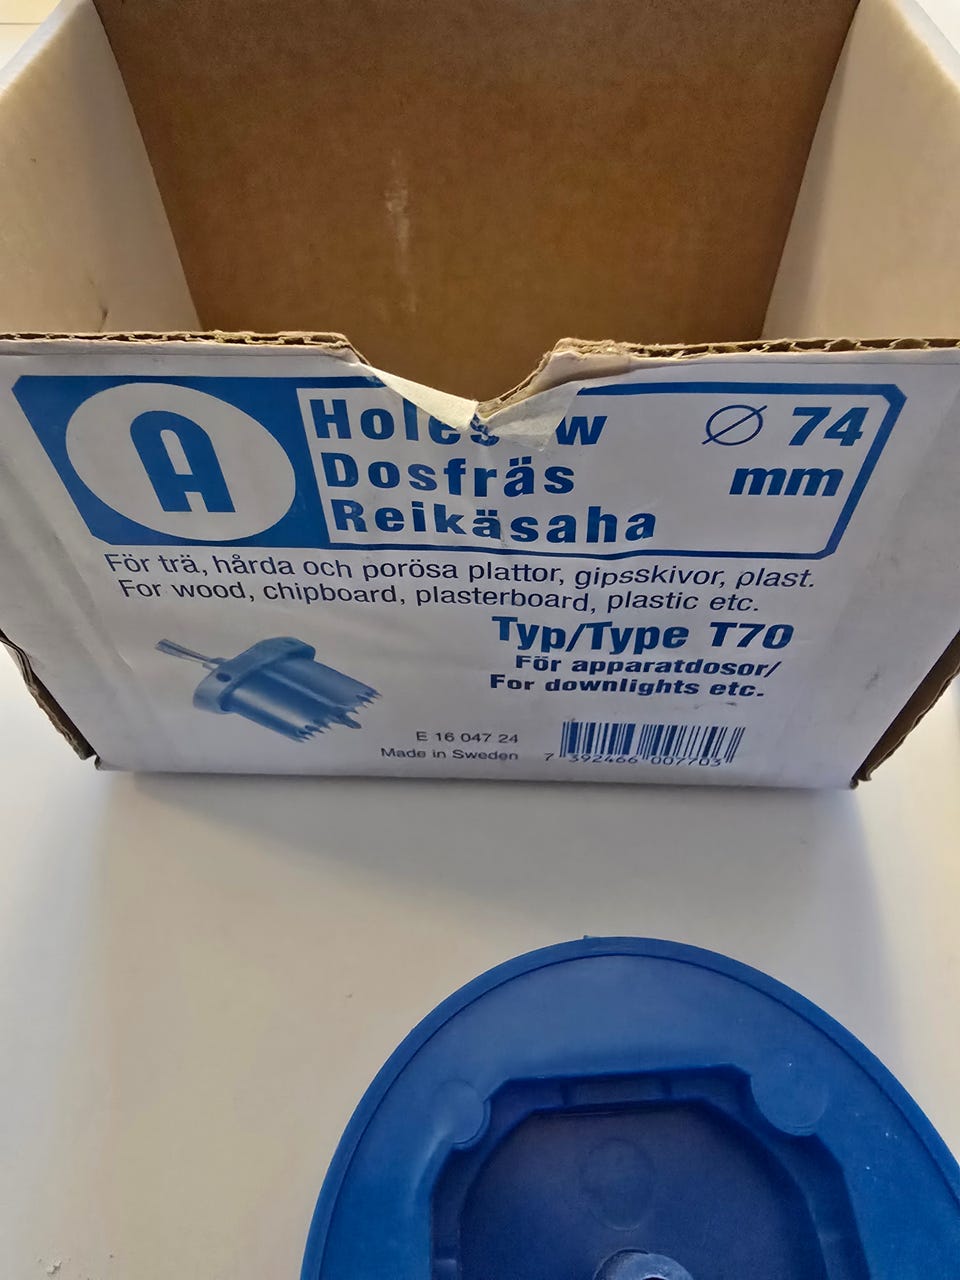 A
Holesaw
Dosfräs
Reikäsaha
Ø 74
mm
För trä, hårda och porösa plattor, gipsskivor, plast.
For wood, chipboard, plasterboard, plastic etc.
Typ/Type T70
För apparatdosor/
For downlights etc.
E 16 047 24
Made in Sweden
7 392466 007703